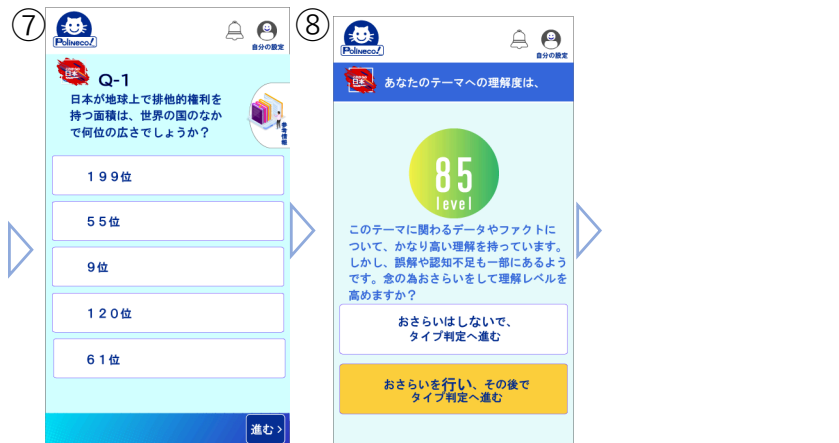 ⑦
Polineco!
自分の設定
日本
Q-1
日本が地球上で排他的権利を
持つ面積は、世界の国のなか
で何位の広さでしょうか？
参考情報
199位
55位
9位
120位
61位
進む>
⑧
Polineco!
自分の設定
日本
あなたのテーマへの理解度は、
85
level
このテーマに関わるデータやファクトに
ついて、かなり高い理解を持っています。
しかし、誤解や認知不足も一部にあるよう
です。念の為おさらいをして理解レベルを
高めますか？
おさらいはしないで、
タイプ判定へ進む
おさらいを行い、その後で
タイプ判定へ進む